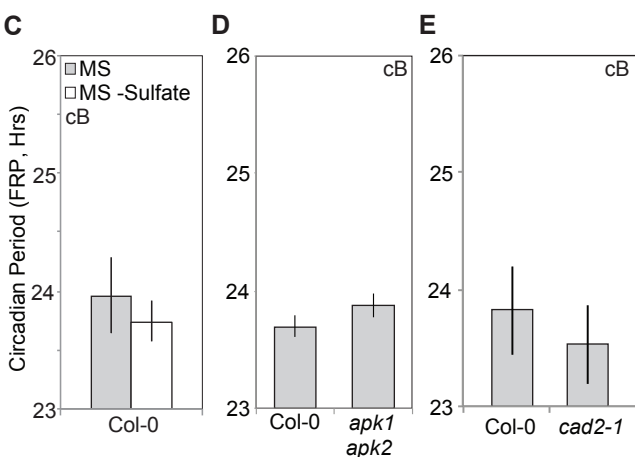 C
Circadian Period (FRP, Hrs)
26
25
24
23
MS
MS -Sulfate
cB
Col-0
D
26
25
24
23
cB
Col-0
apk1
apk2
E
26
25
24
23
cB
Col-0
cad2-1